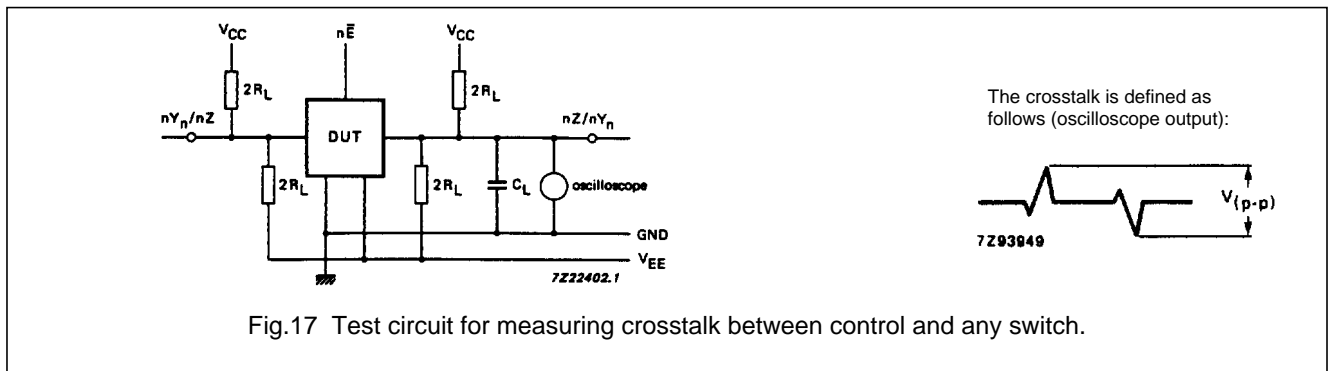 V_CC
nE̅
V_CC
2R_L
2R_L
nY_n/nZ
DUT
nZ/nY_n
2R_L
2R_L
C_L
oscilloscope
GND
V_EE
7Z22402.1
The crosstalk is defined as
follows (oscilloscope output):
V_(p-p)
7Z93949
Fig.17 Test circuit for measuring crosstalk between control and any switch.